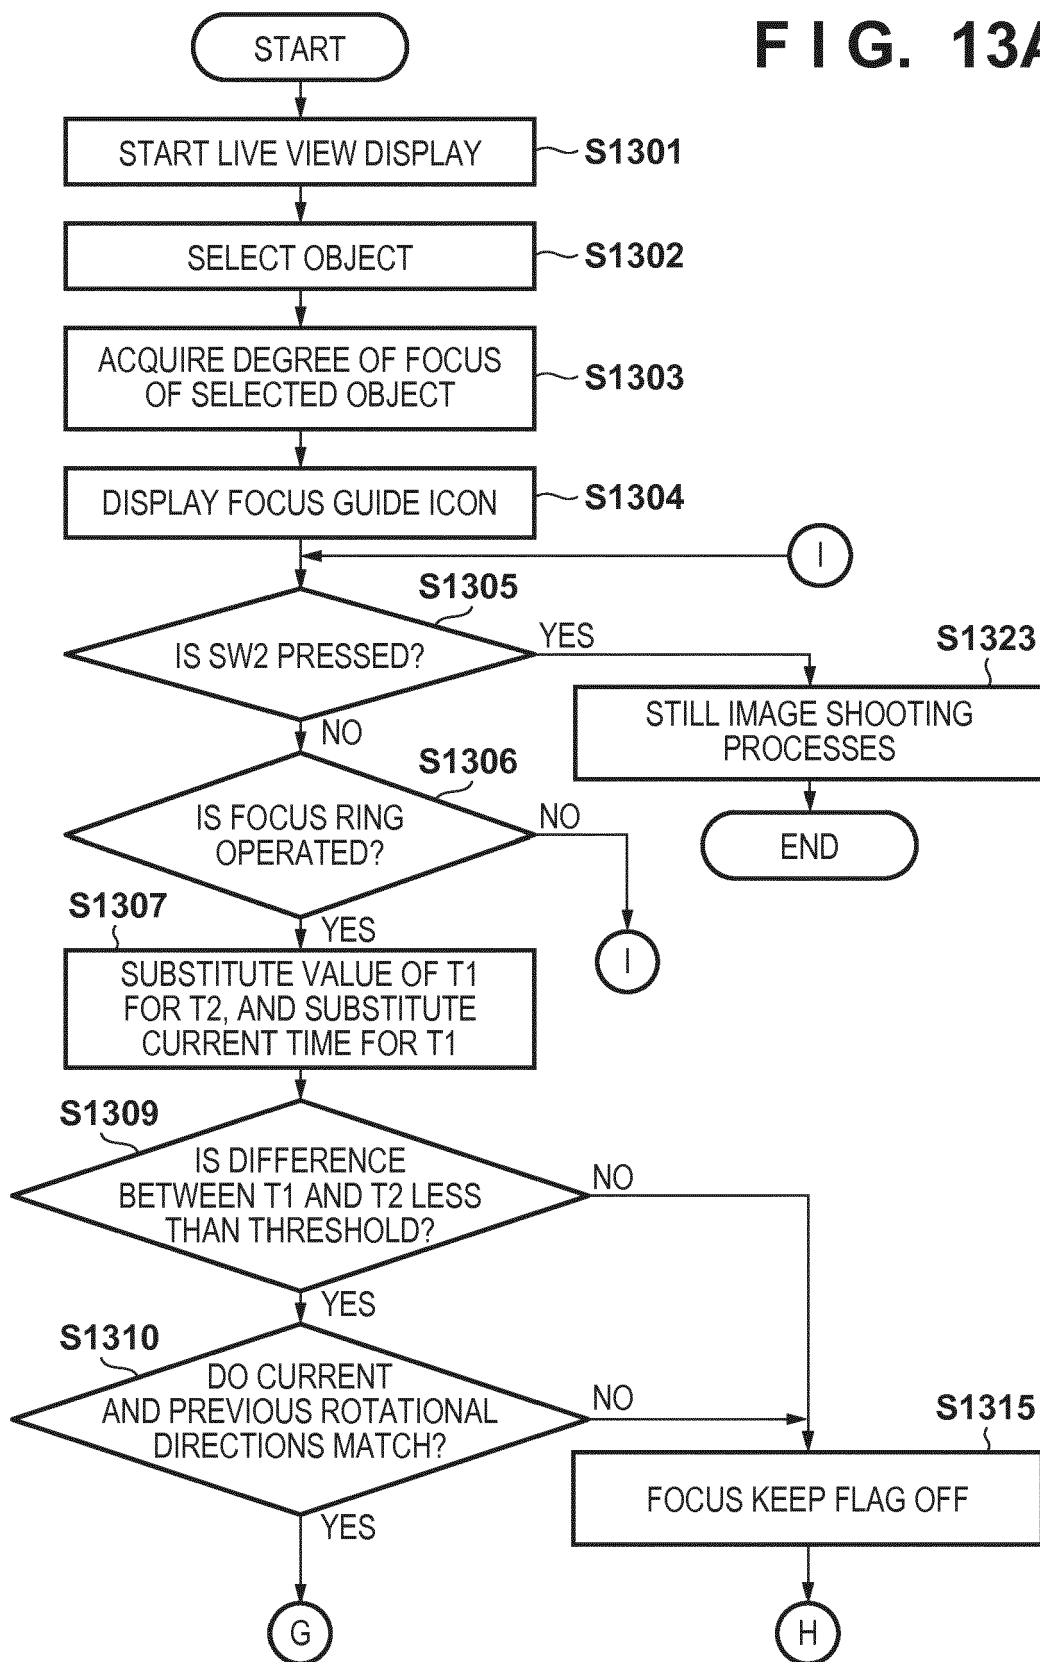 FIG. 13A
START
START LIVE VIEW DISPLAY
S1301
SELECT OBJECT
S1302
ACQUIRE DEGREE OF FOCUS
OF SELECTED OBJECT
S1303
DISPLAY FOCUS GUIDE ICON
S1304
I
S1305
IS SW2 PRESSED?
YES
NO
S1323
STILL IMAGE SHOOTING
PROCESSES
END
S1306
IS FOCUS RING
OPERATED?
NO
YES
I
S1307
SUBSTITUTE VALUE OF T1
FOR T2, AND SUBSTITUTE
CURRENT TIME FOR T1
S1309
IS DIFFERENCE
BETWEEN T1 AND T2 LESS
THAN THRESHOLD?
NO
YES
S1310
DO CURRENT
AND PREVIOUS ROTATIONAL
DIRECTIONS MATCH?
NO
YES
S1315
FOCUS KEEP FLAG OFF
G
H